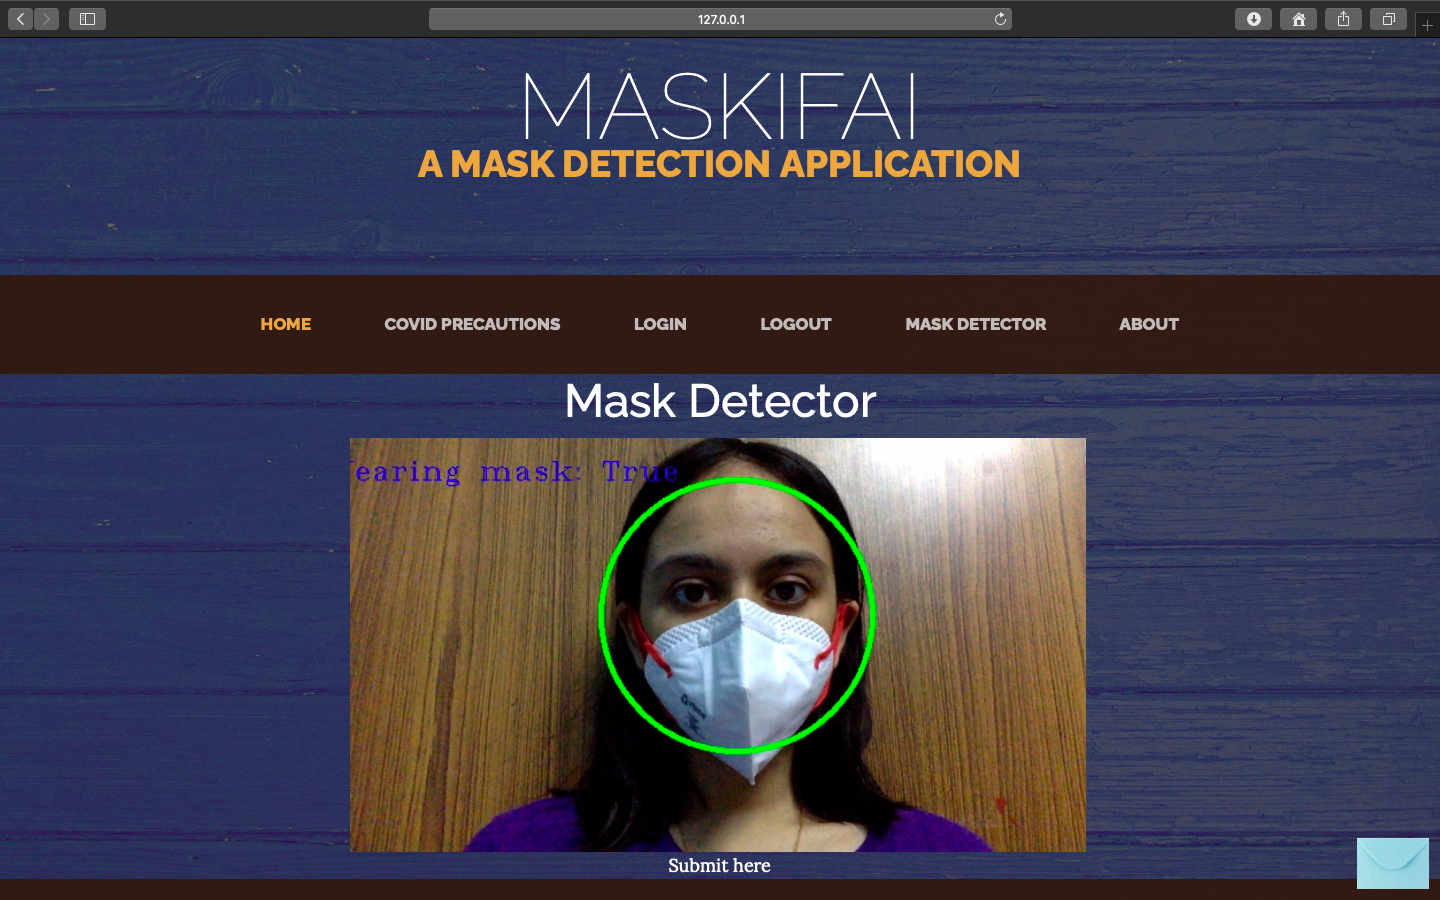 127.0.0.1
MASKIFAI
A MASK DETECTION APPLICATION
HOME COVID PRECAUTIONS LOGIN LOGOUT MASK DETECTOR ABOUT
Mask Detector
earing mask: True
Submit here